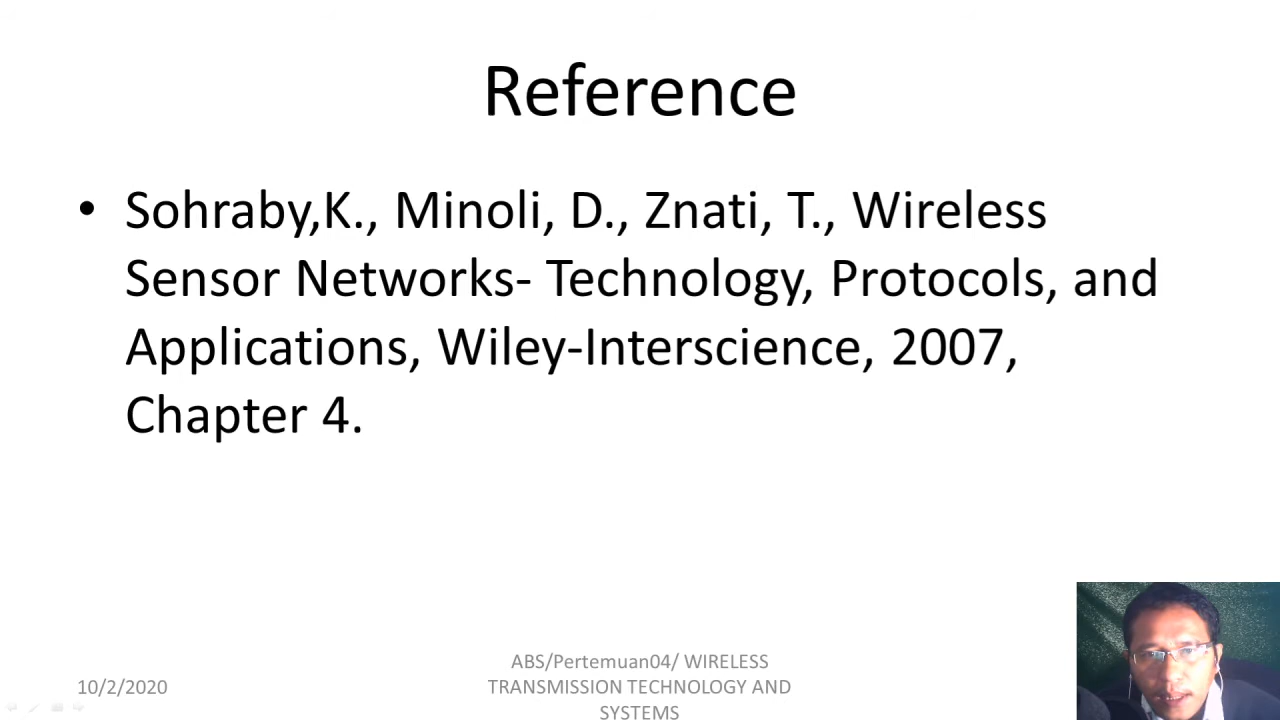 Reference
• Sohraby,K., Minoli, D., Znati, T., Wireless
Sensor Networks- Technology, Protocols, and
Applications, Wiley-Interscience, 2007,
Chapter 4.
10/2/2020
ABS/Pertemuan04/ WIRELESS
TRANSMISSION TECHNOLOGY AND
SYSTEMS